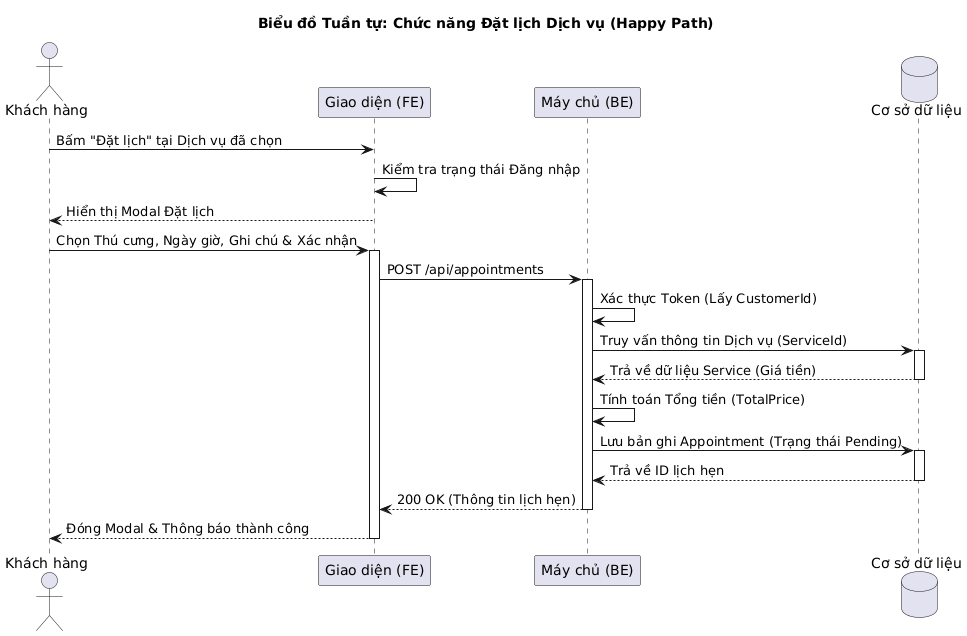 Biểu đồ Tuần tự: Chức năng Đặt lịch Dịch vụ (Happy Path)
Khách hàng
Giao diện (FE)
Máy chủ (BE)
Cơ sở dữ liệu
Bấm "Đặt lịch" tại Dịch vụ đã chọn
Kiểm tra trạng thái Đăng nhập
Hiển thị Modal Đặt lịch
Chọn Thú cưng, Ngày giờ, Ghi chú & Xác nhận
POST /api/appointments
Xác thực Token (Lấy CustomerId)
Truy vấn thông tin Dịch vụ (ServiceId)
Trả về dữ liệu Service (Giá tiền)
Tính toán Tổng tiền (TotalPrice)
Lưu bản ghi Appointment (Trạng thái Pending)
Trả về ID lịch hẹn
200 OK (Thông tin lịch hẹn)
Đóng Modal & Thông báo thành công
Khách hàng
Giao diện (FE)
Máy chủ (BE)
Cơ sở dữ liệu